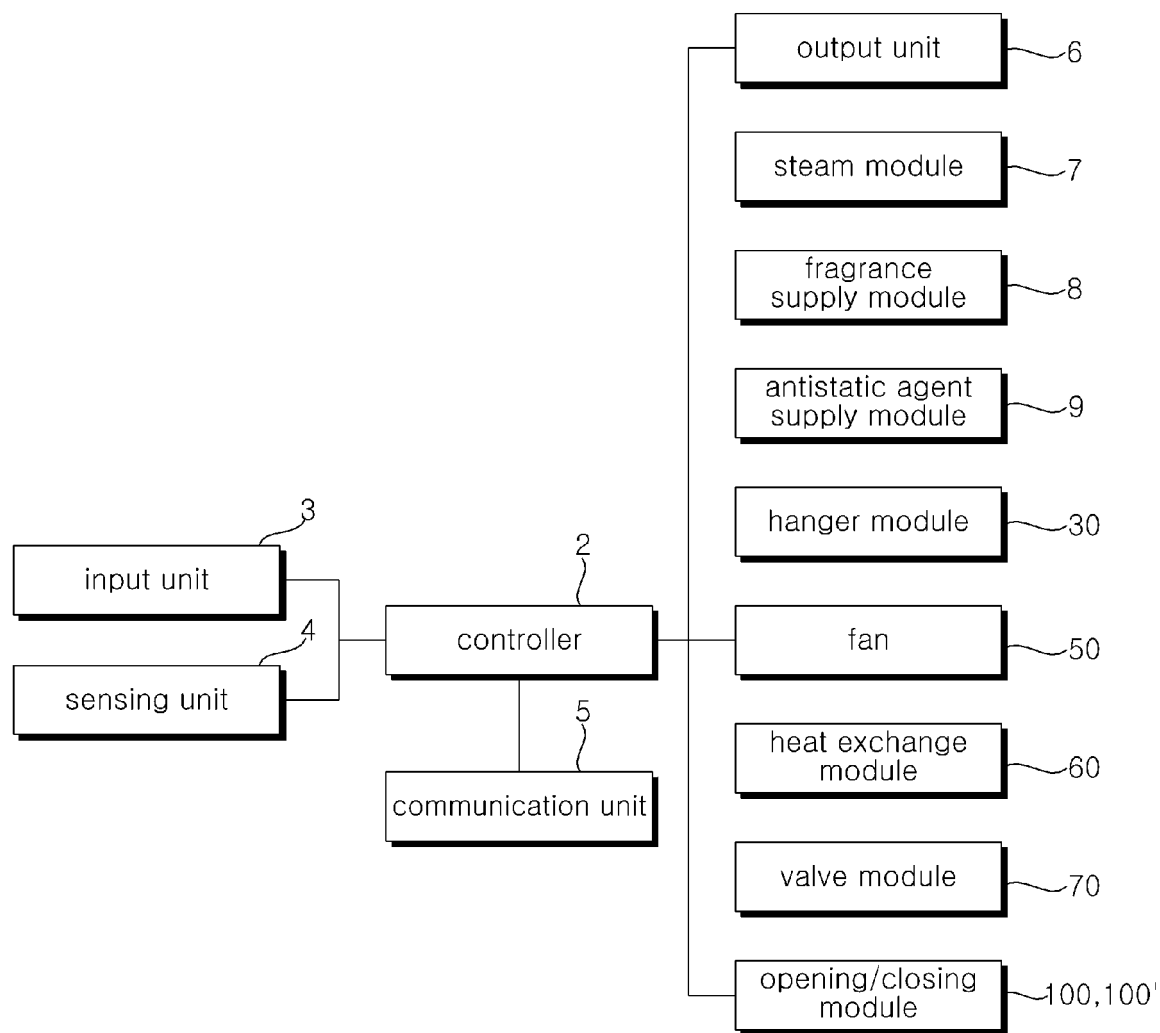 output unit
6
steam module
7
fragrance
supply module
8
antistatic agent
supply module
9
3
input unit
4
sensing unit
2
controller
5
communication unit
hanger module
30
fan
50
heat exchange
module
60
valve module
70
opening/closing
module
100,100'